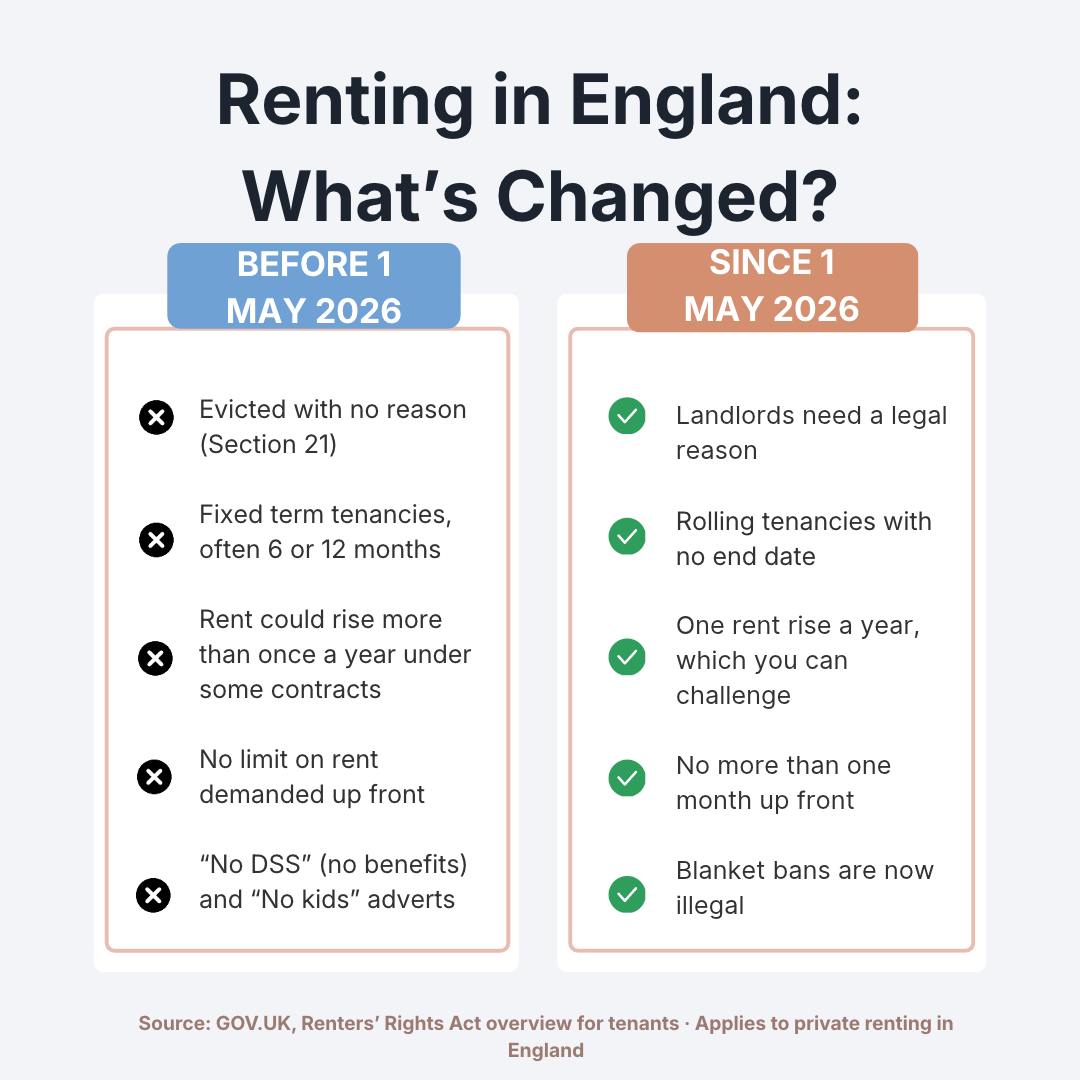 Renting in England:
What’s Changed?
BEFORE 1
MAY 2026
Evicted with no reason
(Section 21)
Fixed term tenancies,
often 6 or 12 months
Rent could rise more
than once a year under
some contracts
No limit on rent
demanded up front
“No DSS” (no benefits)
and “No kids” adverts
SINCE 1
MAY 2026
Landlords need a legal
reason
Rolling tenancies with
no end date
One rent rise a year,
which you can
challenge
No more than one
month up front
Blanket bans are now
illegal
Source: GOV.UK, Renters’ Rights Act overview for tenants · Applies to private renting in
England